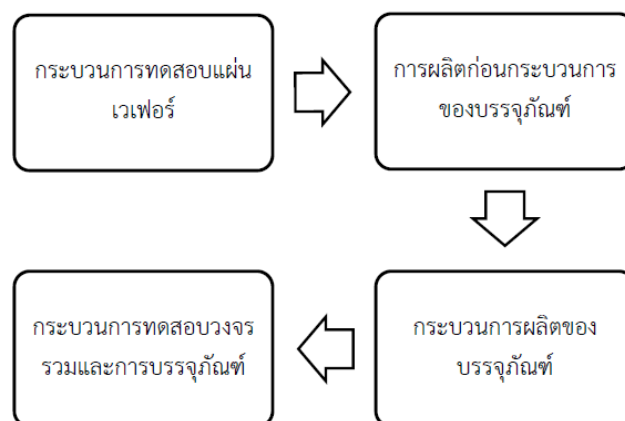 กระบวนการทดสอบแผ่น
เวเฟอร์
การผลิตก่อนกระบวนการ
ของบรรจุภัณฑ์
กระบวนการผลิตของ
บรรจุภัณฑ์
กระบวนการทดสอบวงจร
รวมและการบรรจุภัณฑ์